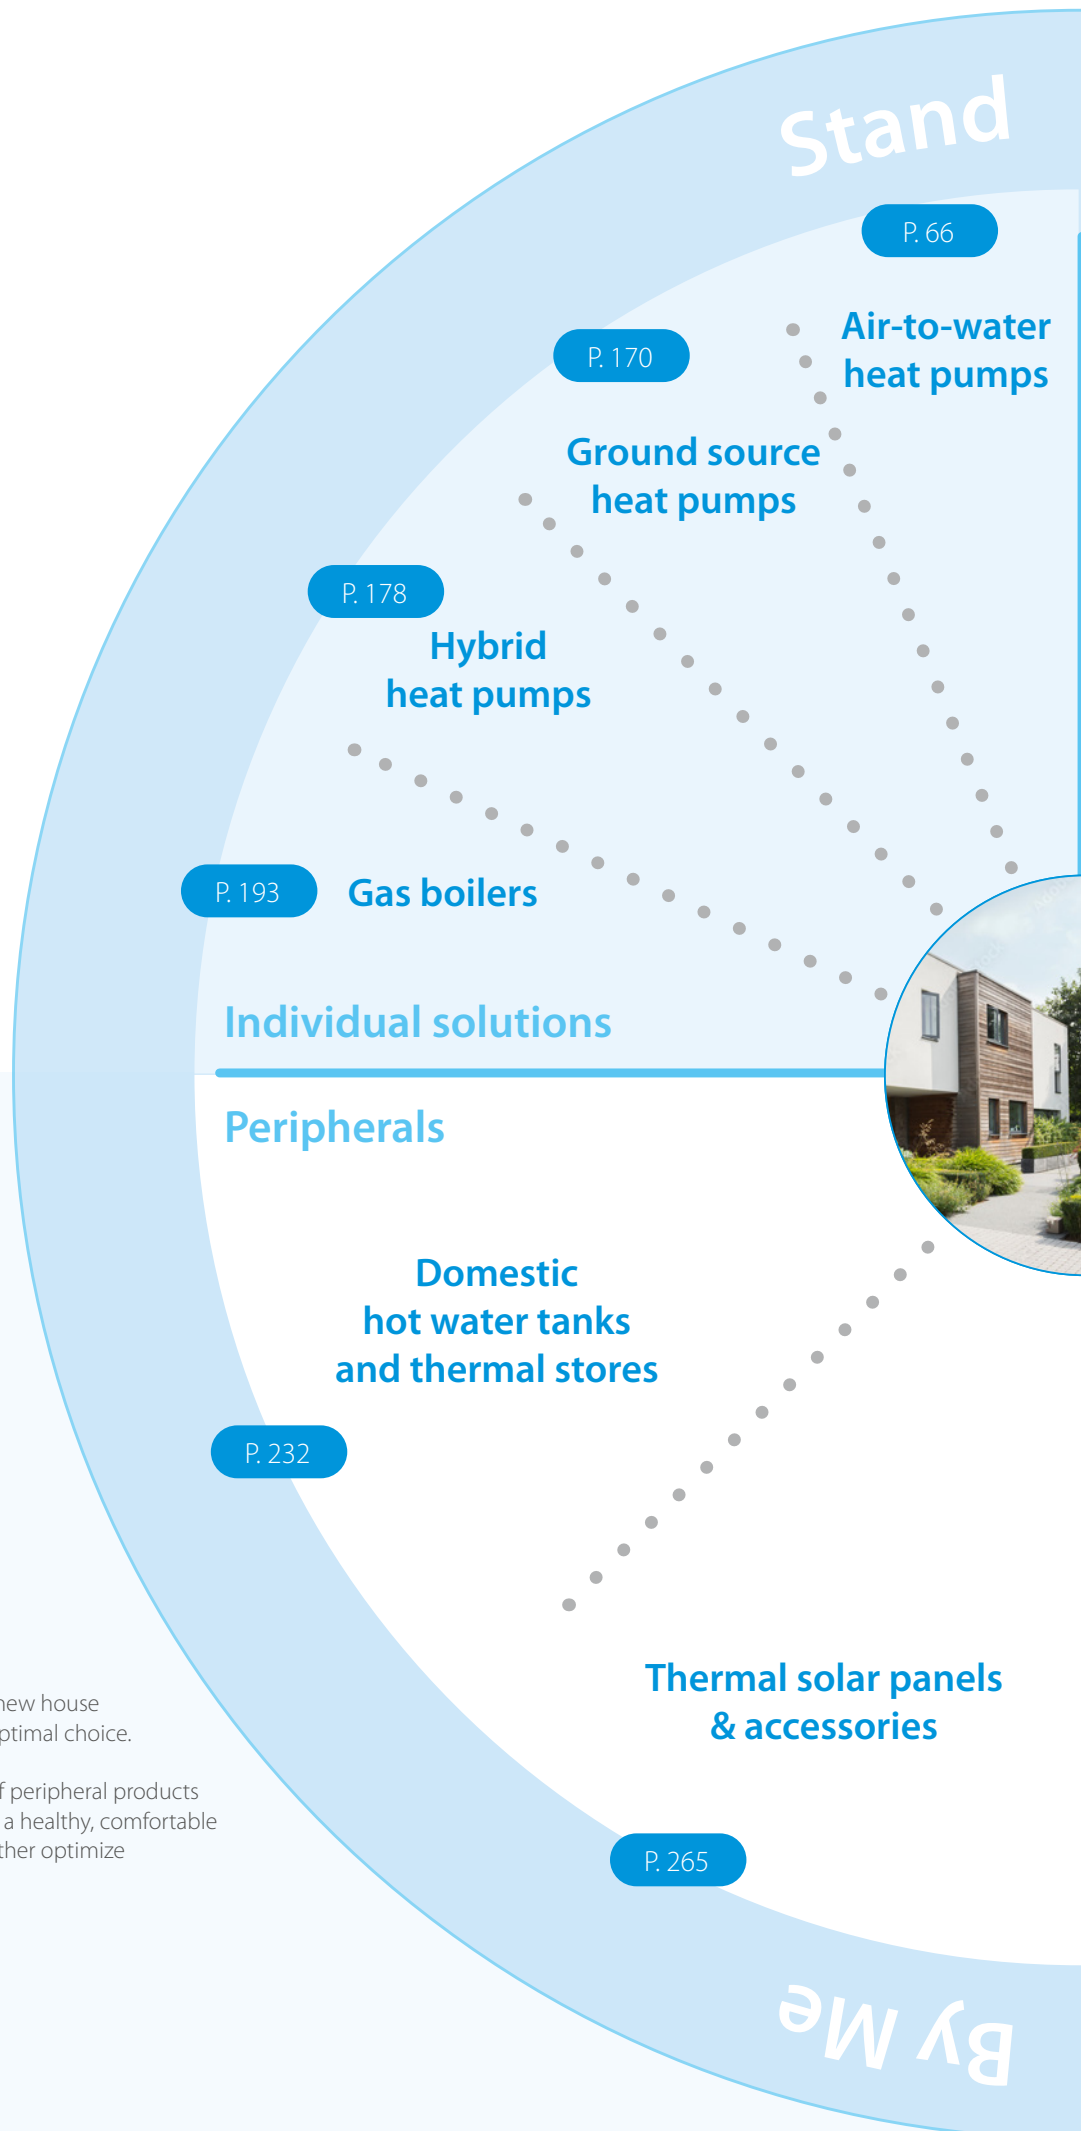 Stand
P. 66
Air-to-water
heat pumps
P. 170
Ground source
heat pumps
P. 178
Hybrid
heat pumps
P. 193
Gas boilers
Individual solutions
Peripherals
Domestic
hot water tanks
and thermal stores
P. 232
Thermal solar panels
& accessories
P. 265
new house
ptimal choice.
f peripheral products
a healthy, comfortable
ther optimize
By Me